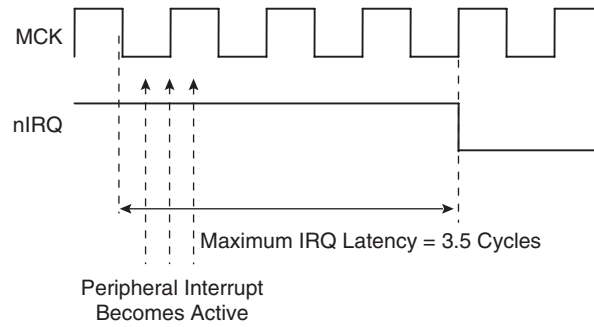 MCK
nIRQ
Maximum IRQ Latency = 3.5 Cycles
Peripheral Interrupt
Becomes Active